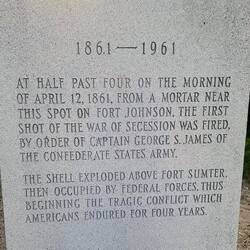 1861—1961
AT HALF PAST FOUR ON THE MORNING
OF APRIL 12, 1861, FROM A MORTAR NEAR
THIS SPOT ON FORT JOHNSON, THE FIRST
SHOT OF THE WAR OF SECESSION WAS FIRED,
BY ORDER OF CAPTAIN GEORGE S. JAMES OF
THE CONFEDERATE STATES ARMY.
THE SHELL EXPLODED ABOVE FORT SUMTER,
THEN OCCUPIED BY FEDERAL FORCES, THUS
BEGINNING THE TRAGIC CONFLICT WHICH
AMERICANS ENDURED FOR FOUR YEARS.